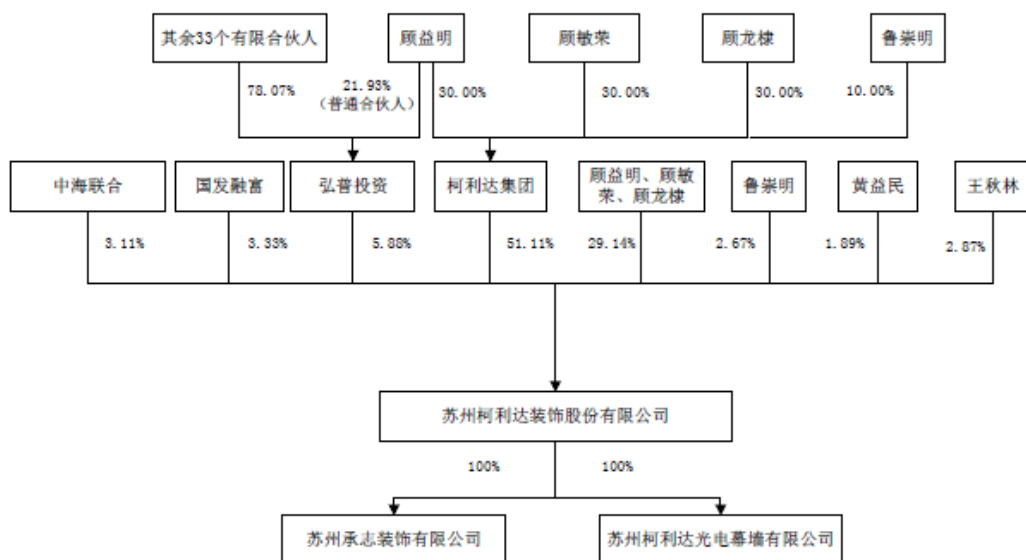 其余33个有限合伙人
顾益明
顾敏荣
顾龙棣
鲁崇明
78.07%
21.93%
（普通合伙人）
30.00%
30.00%
30.00%
10.00%
中海联合
国发融富
弘普投资
柯利达集团
顾益明、顾敏
荣、顾龙棣
鲁崇明
黄益民
王秋林
3.11%
3.33%
5.88%
51.11%
29.14%
2.67%
1.89%
2.87%
苏州柯利达装饰股份有限公司
100%
100%
苏州承志装饰有限公司
苏州柯利达光电幕墙有限公司